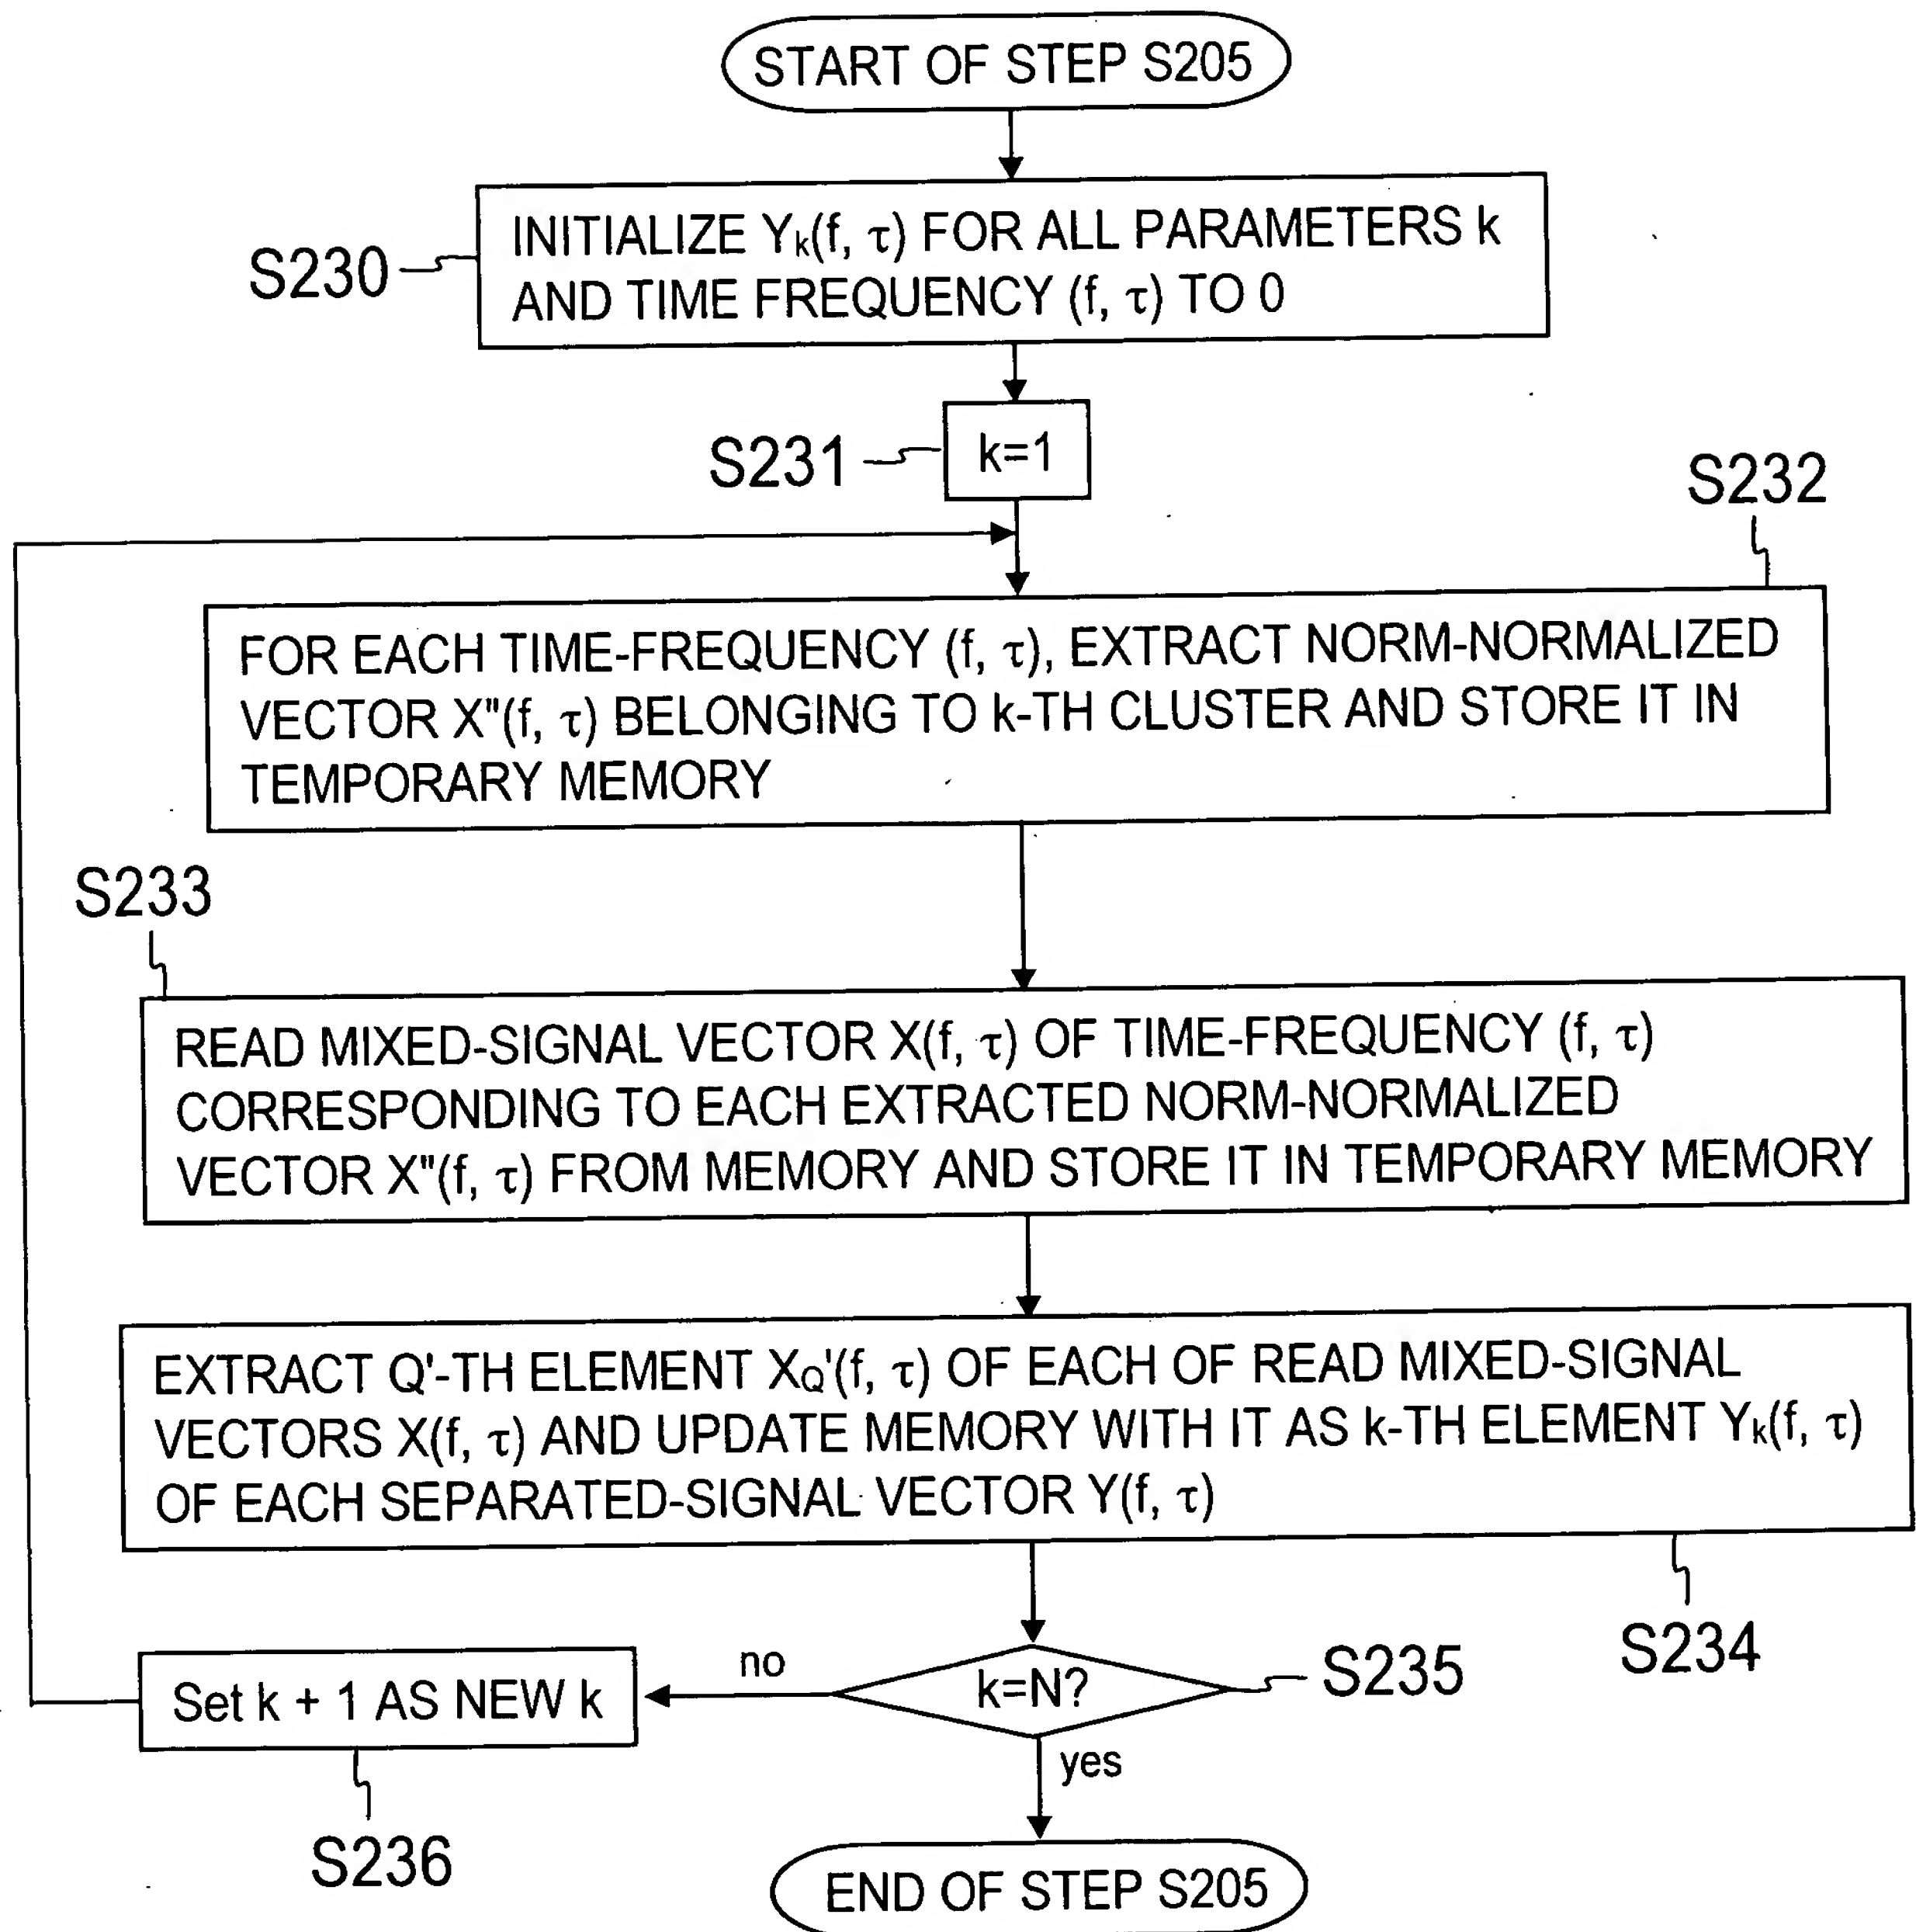 START OF STEP S205
S230
INITIALIZE Yk(f, τ) FOR ALL PARAMETERS k
AND TIME FREQUENCY (f, τ) TO 0
S231
k=1
S232
FOR EACH TIME-FREQUENCY (f, τ), EXTRACT NORM-NORMALIZED
VECTOR X"(f, τ) BELONGING TO k-TH CLUSTER AND STORE IT IN
TEMPORARY MEMORY
S233
READ MIXED-SIGNAL VECTOR X(f, τ) OF TIME-FREQUENCY (f, τ)
CORRESPONDING TO EACH EXTRACTED NORM-NORMALIZED
VECTOR X"(f, τ) FROM MEMORY AND STORE IT IN TEMPORARY MEMORY
EXTRACT Q'-TH ELEMENT XQ'(f, τ) OF EACH OF READ MIXED-SIGNAL
VECTORS X(f, τ) AND UPDATE MEMORY WITH IT AS k-TH ELEMENT Yk(f, τ)
OF EACH SEPARATED-SIGNAL VECTOR Y(f, τ)
S234
k=N?
S235
no
Set k + 1 AS NEW k
yes
S236
END OF STEP S205